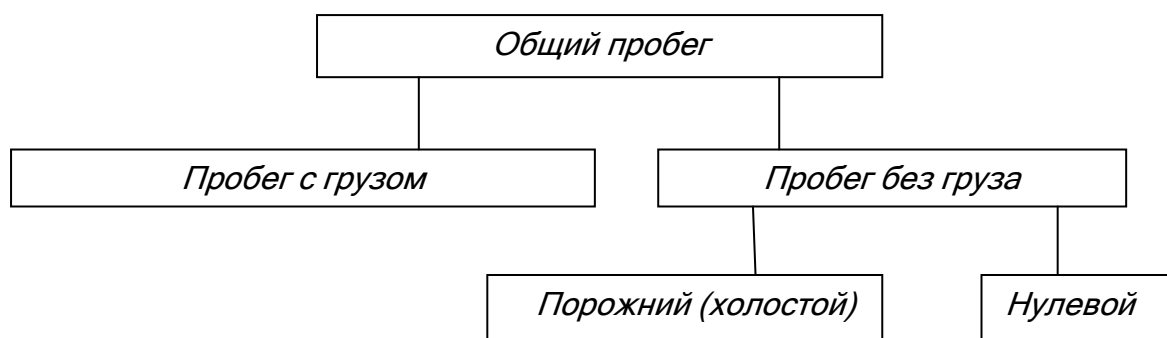 Общий пробег
Пробег с грузом
Пробег без груза
Порожний (холостой)
Нулевой